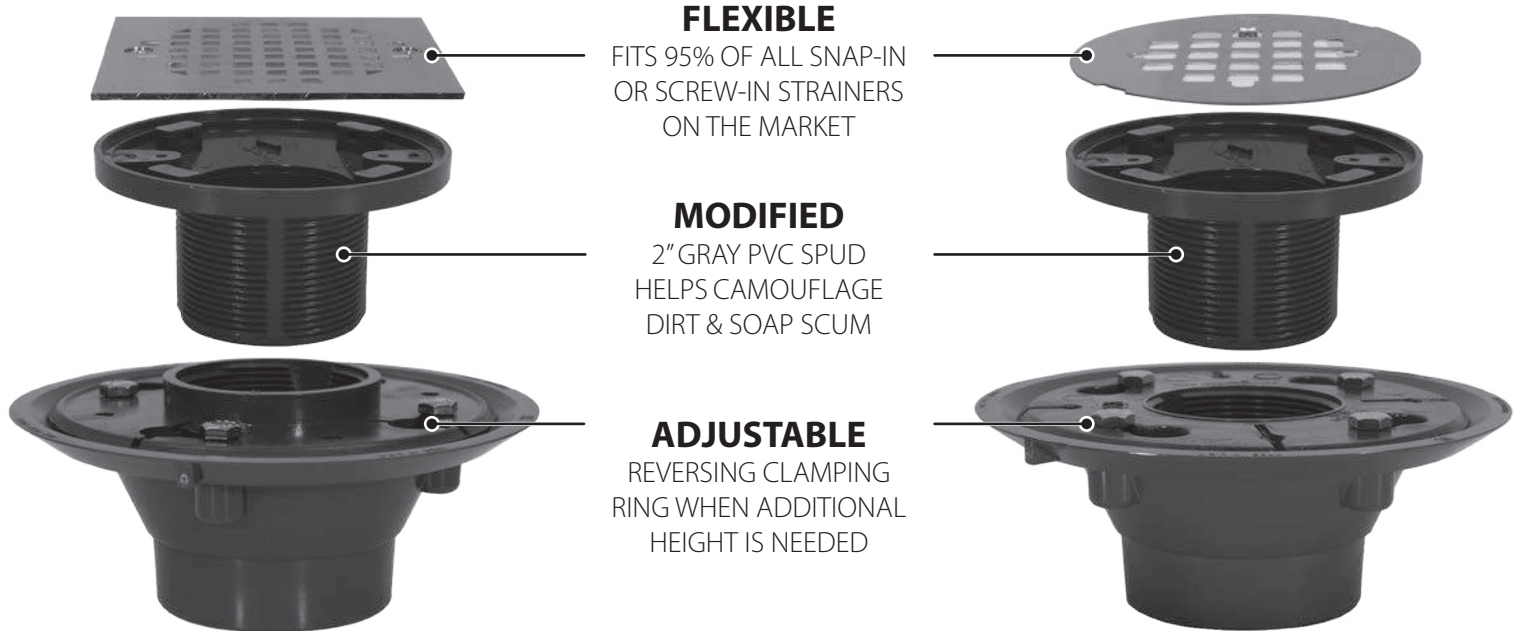 FLEXIBLE
FITS 95% OF ALL SNAP-IN
OR SCREW-IN STRAINERS
ON THE MARKET
MODIFIED
2" GRAY PVC SPUD
HELPS CAMOUFLAGE
DIRT & SOAP SCUM
ADJUSTABLE
REVERSING CLAMPING
RING WHEN ADDITIONAL
HEIGHT IS NEEDED